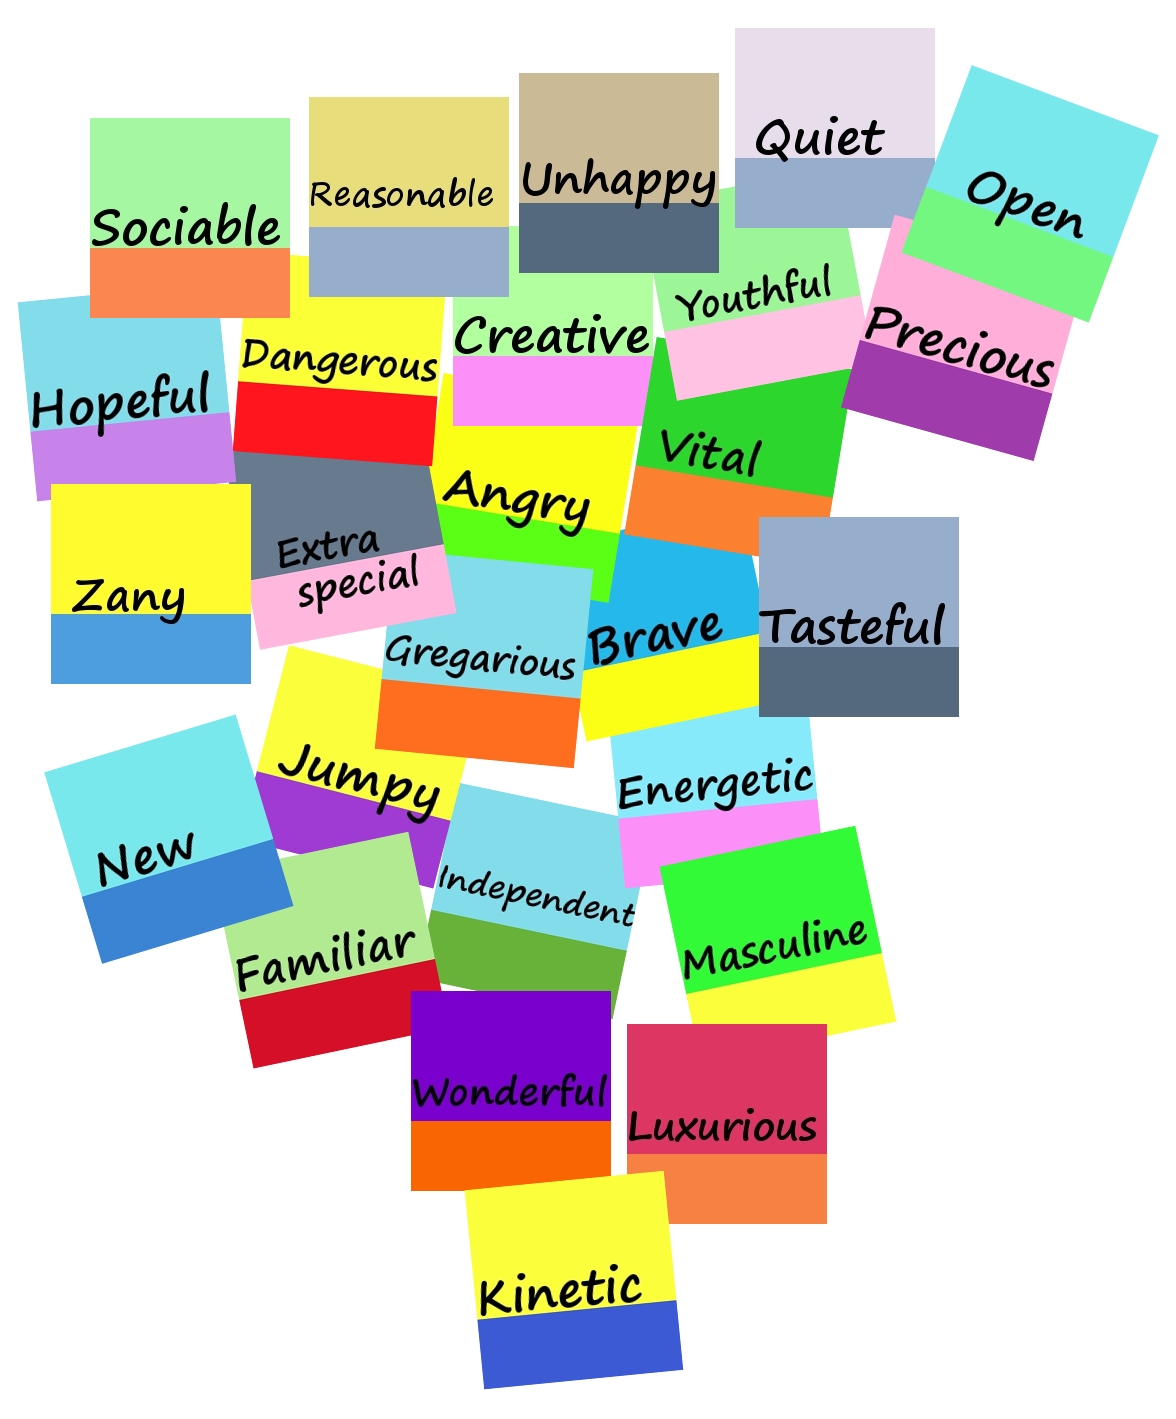 Quiet
Unhappy
Reasonable
Sociable
Open
Youthful
Creative
Precious
Dangerous
Hopeful
Vital
Angry
Extra
special
Zany
Tasteful
Brave
Gregarious
Jumpy
Energetic
New
Independent
Masculine
Familiar
Wonderful
Luxurious
Kinetic